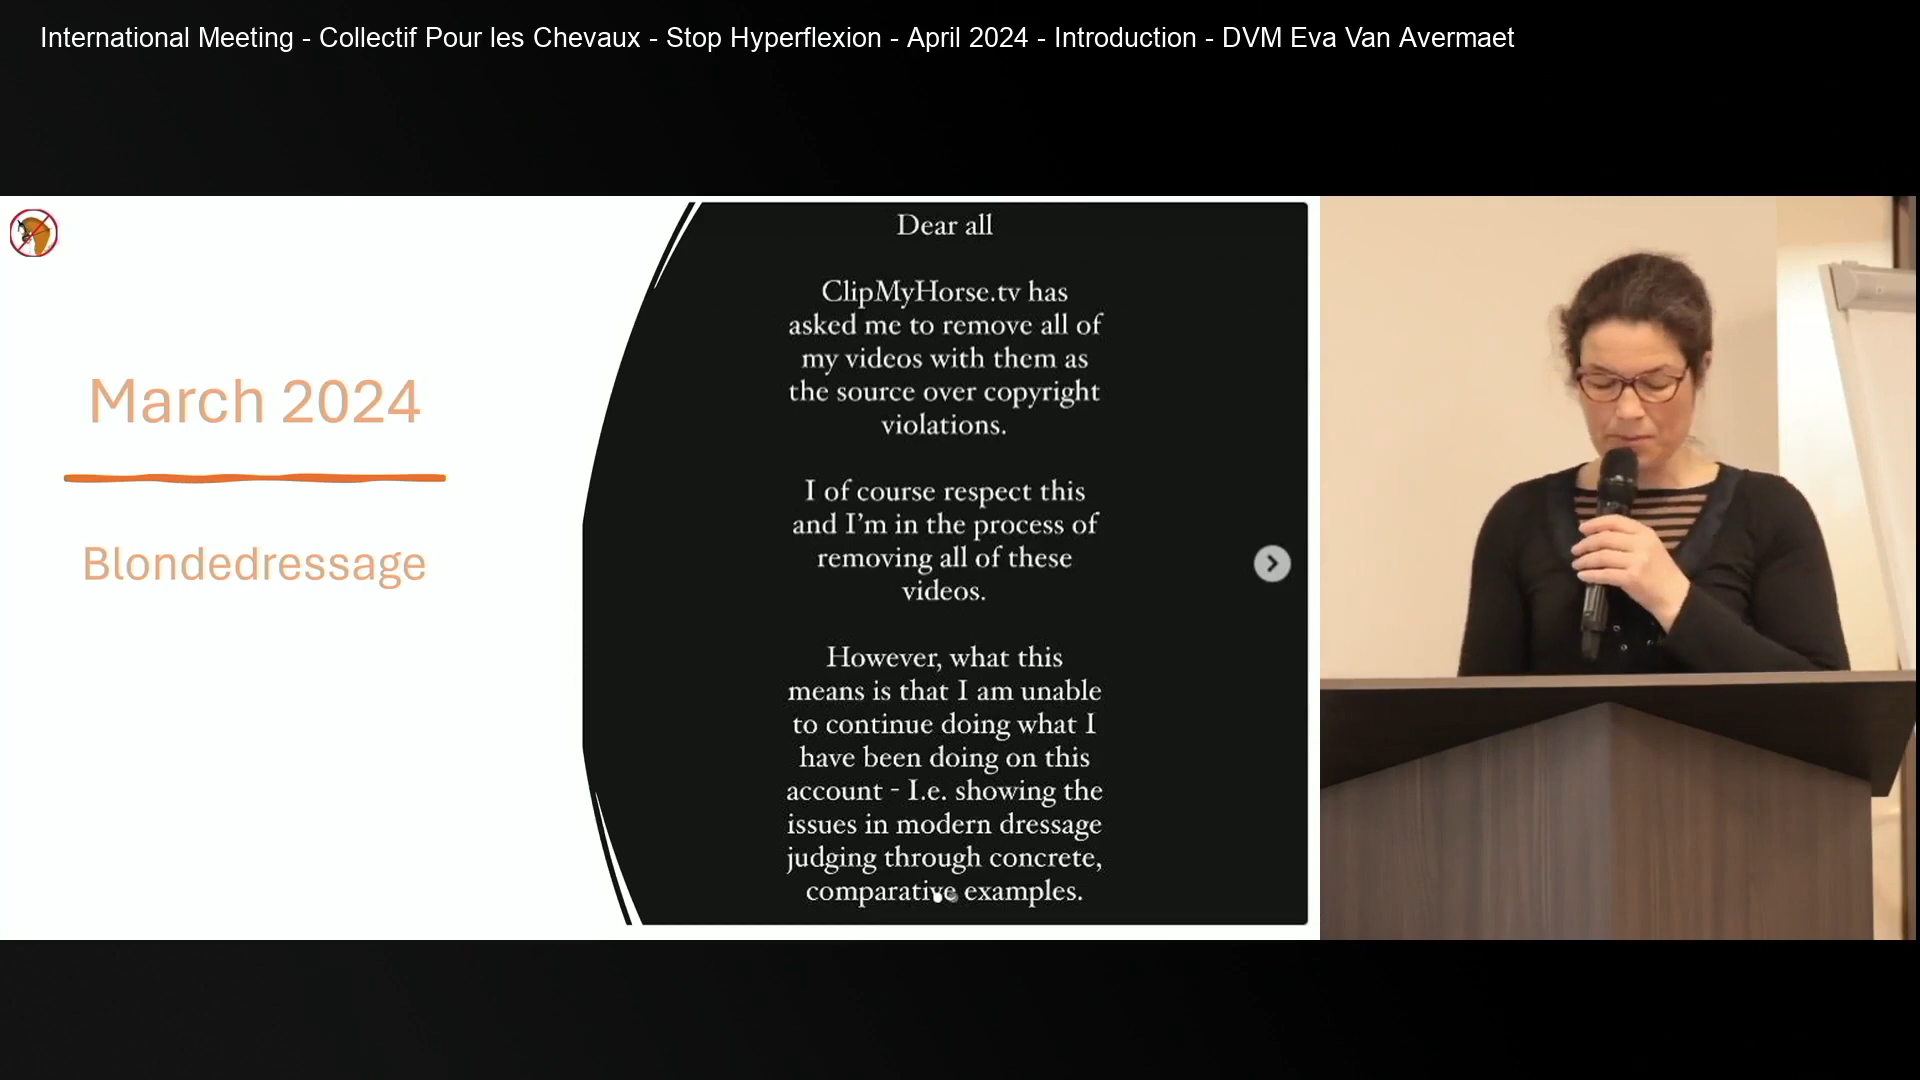 International Meeting - Collectif Pour les Chevaux - Stop Hyperflexion - April 2024 - Introduction - DVM Eva Van Avermaet
March 2024
Blondedressage
Dear all
ClipMyHorse.tv has
asked me to remove all of
my videos with them as
the source over copyright
violations.
I of course respect this
and I'm in the process of
removing all of these
videos.
However, what this
means is that I am unable
to continue doing what I
have been doing on this
account - I.e. showing the
issues in modern dressage
judging through concrete,
comparative examples.